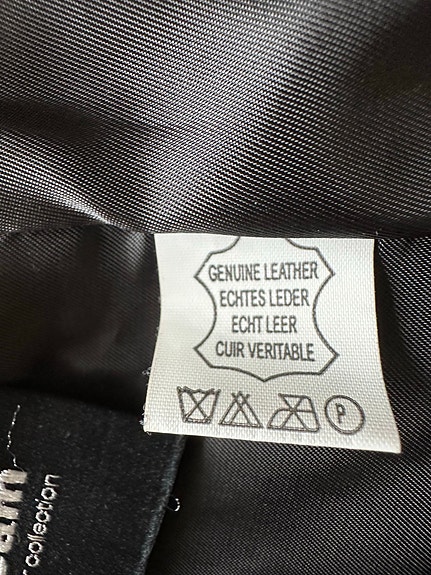 GENUINE LEATHER
ECHTES LEDER
ECHT LEER
CUIR VERITABLE
P
collection